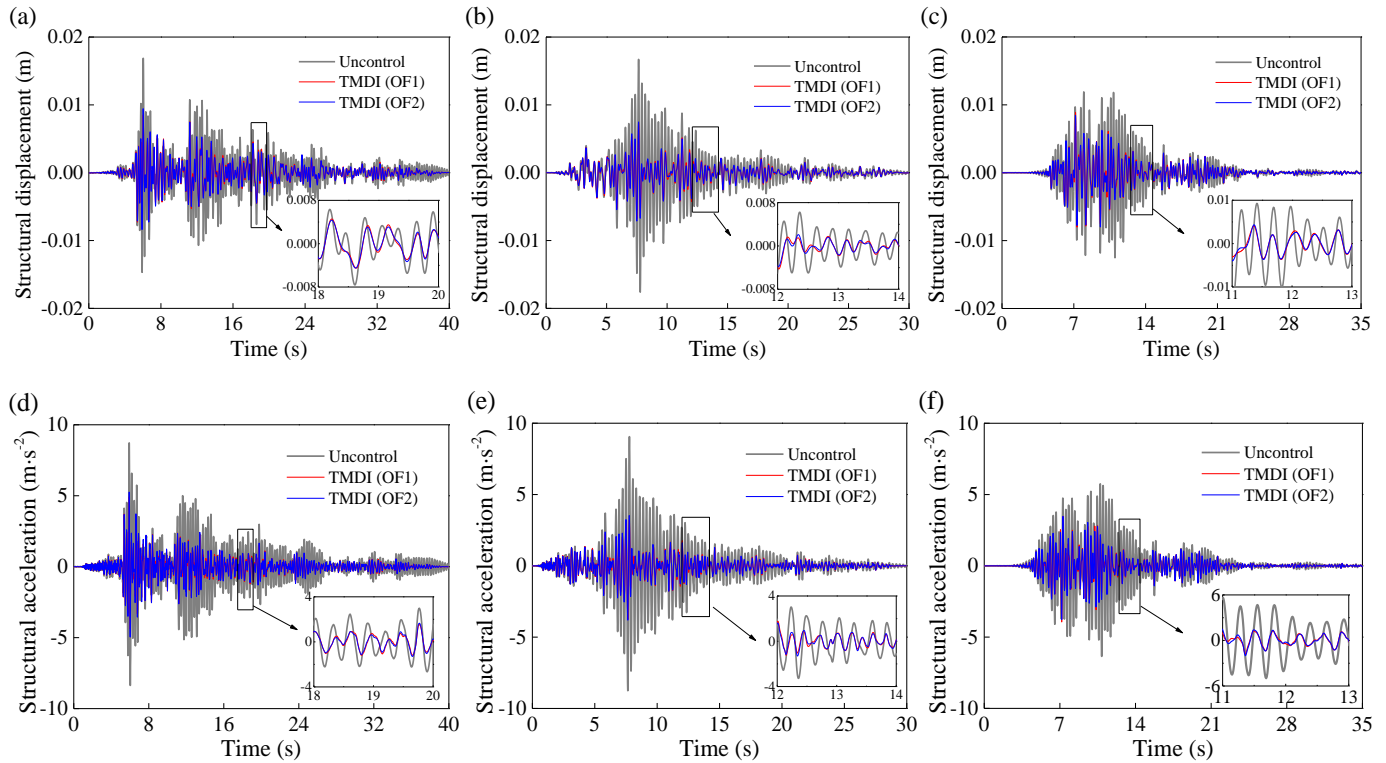 (a)
0.02
0.01
0.00
-0.01
-0.02
Structural displacement (m)
Uncontrol
TMDI (OF1)
TMDI (OF2)
0.008
0.000
-0.008
18 19 20
0 8 16 24 32 40
Time (s)
(b)
0.02
0.01
0.00
-0.01
-0.02
Structural displacement (m)
Uncontrol
TMDI (OF1)
TMDI (OF2)
0.008
0.000
-0.008
12 13 14
0 5 10 15 20 25 30
Time (s)
(c)
0.02
0.01
0.00
-0.01
-0.02
Structural displacement (m)
Uncontrol
TMDI (OF1)
TMDI (OF2)
0.01
0.00
-0.01
11 12 13
0 7 14 21 28 35
Time (s)
(d)
10
5
0
-5
-10
Structural acceleration (m·s-2)
Uncontrol
TMDI (OF1)
TMDI (OF2)
4
0
-4
18 19 20
0 8 16 24 32 40
Time (s)
(e)
10
5
0
-5
-10
Structural acceleration (m·s-2)
Uncontrol
TMDI (OF1)
TMDI (OF2)
4
0
-4
12 13 14
0 5 10 15 20 25 30
Time (s)
(f)
10
5
0
-5
-10
Structural acceleration (m·s-2)
Uncontrol
TMDI (OF1)
TMDI (OF2)
6
0
-6
11 12 13
0 7 14 21 28 35
Time (s)